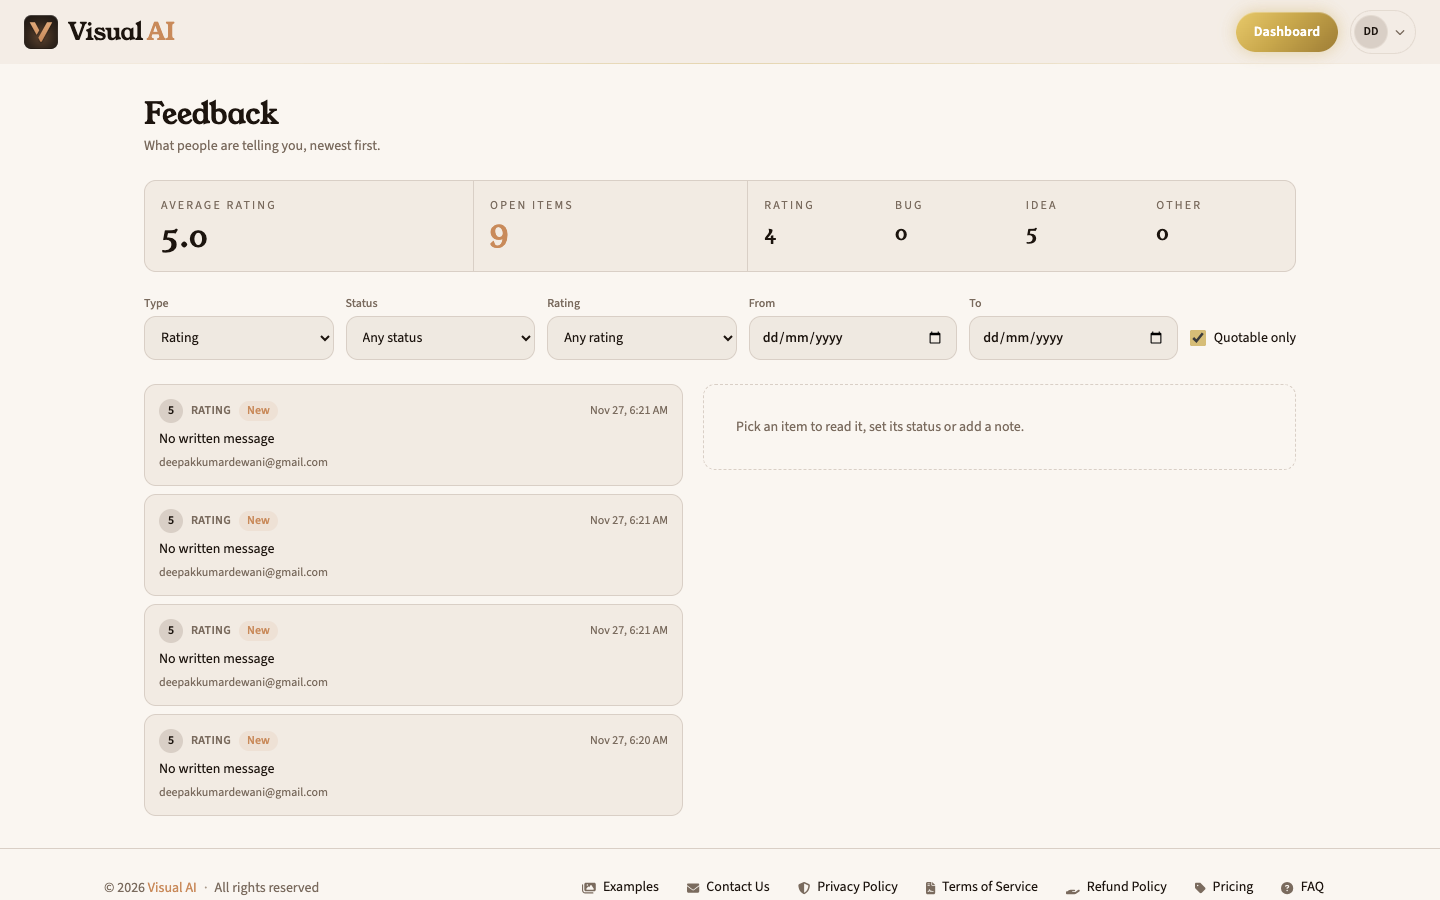 Visual AI
Dashboard
DD
Feedback
What people are telling you, newest first.
AVERAGE RATING
5.0
OPEN ITEMS
9
RATING
4
BUG
0
IDEA
5
OTHER
0
Type
Rating
Status
Any status
Rating
Any rating
From
dd/mm/yyyy
To
dd/mm/yyyy
Quotable only
5 RATING New Nov 27, 6:21 AM
No written message
deepakkumardewani@gmail.com
5 RATING New Nov 27, 6:21 AM
No written message
deepakkumardewani@gmail.com
5 RATING New Nov 27, 6:21 AM
No written message
deepakkumardewani@gmail.com
5 RATING New Nov 27, 6:20 AM
No written message
deepakkumardewani@gmail.com
Pick an item to read it, set its status or add a note.
© 2026 Visual AI · All rights reserved
Examples Contact Us Privacy Policy Terms of Service Refund Policy Pricing FAQ